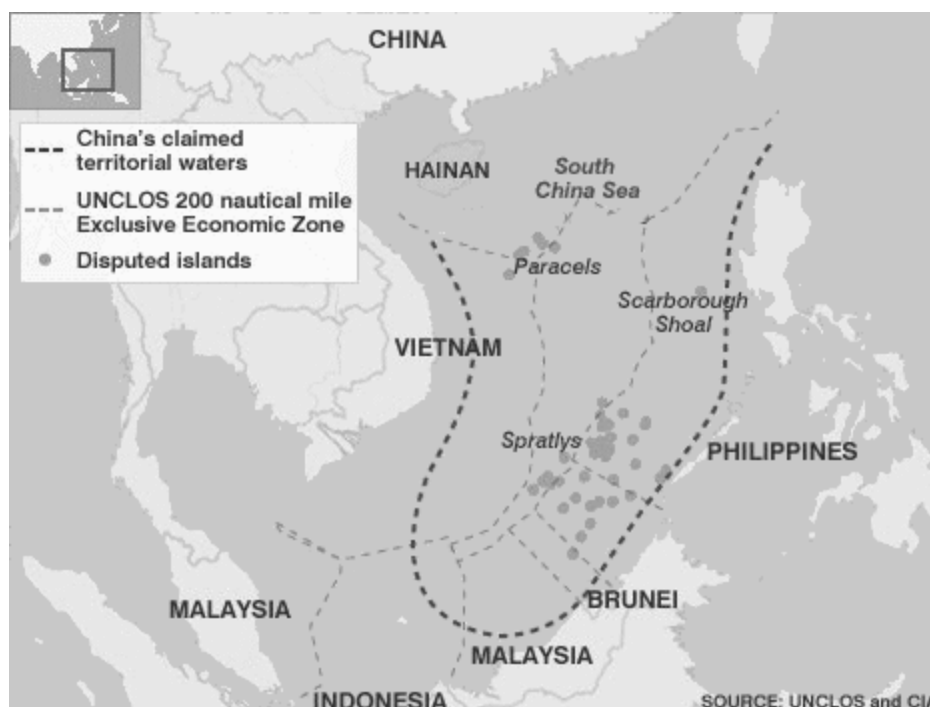 CHINA
China's claimed
territorial waters
UNCLOS 200 nautical mile
Exclusive Economic Zone
Disputed islands
HAINAN
South
China Sea
Paracels
Scarborough
Shoal
VIETNAM
Spratlys
PHILIPPINES
MALAYSIA
BRUNEI
MALAYSIA
INDONESIA
SOURCE: UNCLOS and CIA